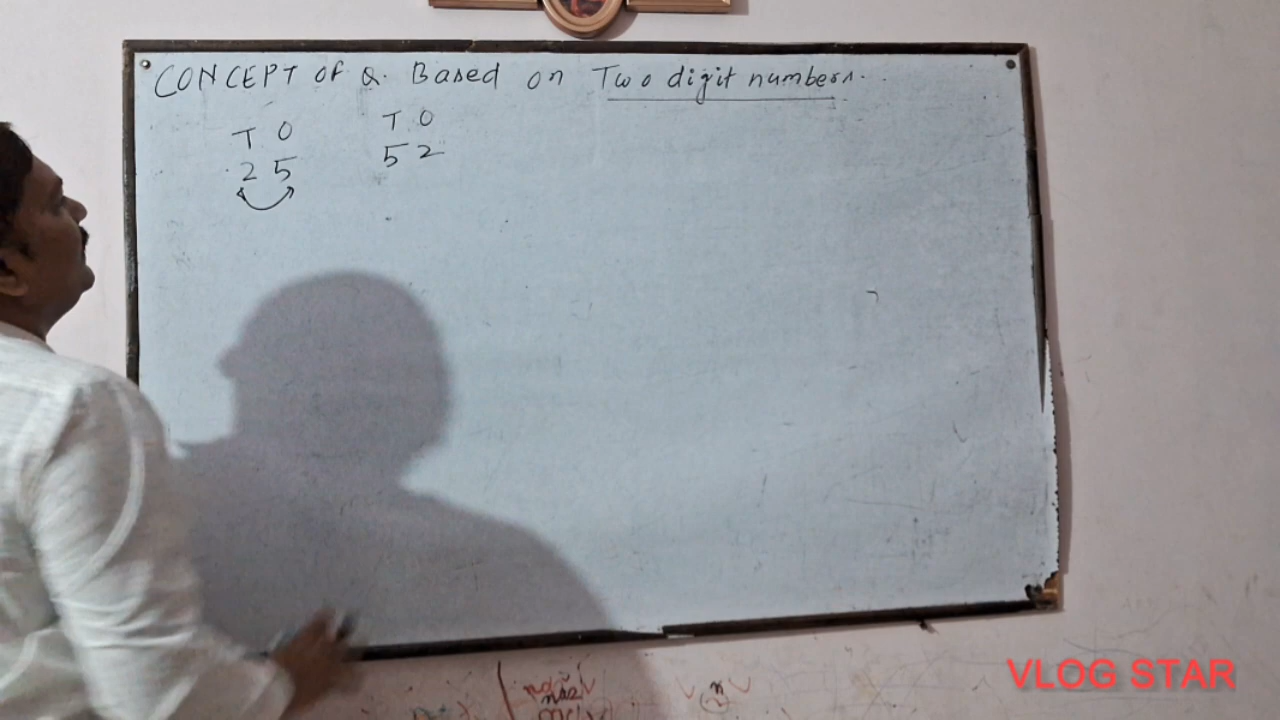 CONCEPT OF Q. Based on Two digit numbers.
T O T O
2 5 5 2
VLOG STAR